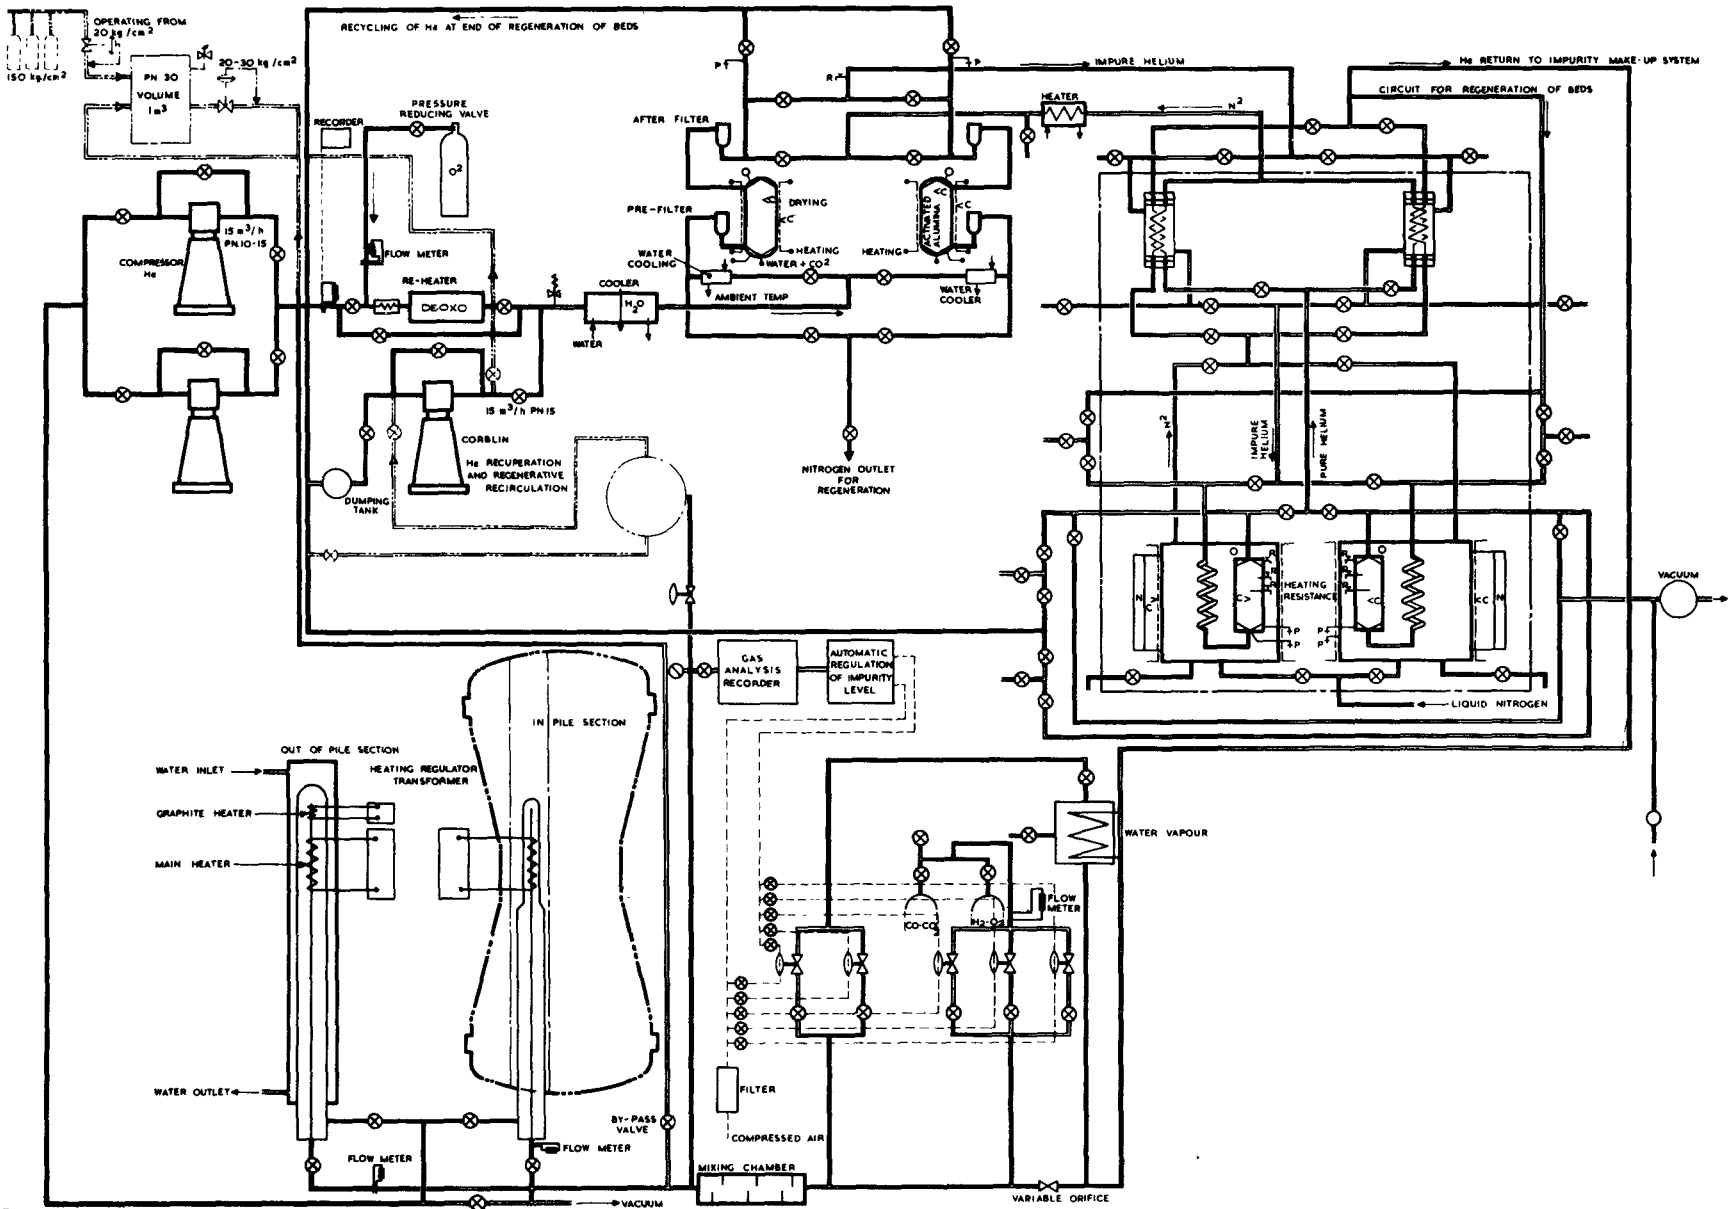 OPERATING FROM
20 kg/cm²
150 kg/cm²
PN 30
VOLUME
1m³
20-30 kg/cm²
RECYCLING OF He AT END OF REGENERATION OF BEDS
RECORDER
PRESSURE
REDUCING VALVE
O²
AFTER FILTER
P
P
R
HEATER
N²
IMPURE HELIUM
He RETURN TO IMPURITY MAKE-UP SYSTEM
CIRCUIT FOR REGENERATION OF BEDS
15 m³/h
PN 10-15
COMPRESSOR
He
FLOW METER
RE-HEATER
DE-OXO
COOLER
H₂O
WATER
PRE-FILTER
DRYING
<C
HEATING
WATER + CO²
WATER
COOLING
AMBIENT TEMP
ACTIVATED
ALUMINA
<C
<C
HEATING
WATER
COOLER
15 m³/h PN 15
CORBLIN
He RECUPERATION
AND REGENERATIVE
RECIRCULATION
DUMPING
TANK
NITROGEN OUTLET
FOR
REGENERATION
N²
IMPURE
HELIUM
PURE HELIUM
N
C>
C>
R
R
R
HEATING
RESISTANCE
R
R
R
<C
<C
N
P
P
P
P
VACUUM
LIQUID NITROGEN
GAS
ANALYSIS
RECORDER
AUTOMATIC
REGULATION
OF IMPURITY
LEVEL
IN PILE SECTION
OUT OF PILE SECTION
WATER INLET
HEATING REGULATOR
TRANSFORMER
GRAPHITE HEATER
MAIN HEATER
WATER VAPOUR
FLOW
METER
CO-CO₂
H₂-O₂
WATER OUTLET
FILTER
COMPRESSED AIR
BY-PASS
VALVE
FLOW METER
FLOW METER
MIXING CHAMBER
VARIABLE ORIFICE
VACUUM